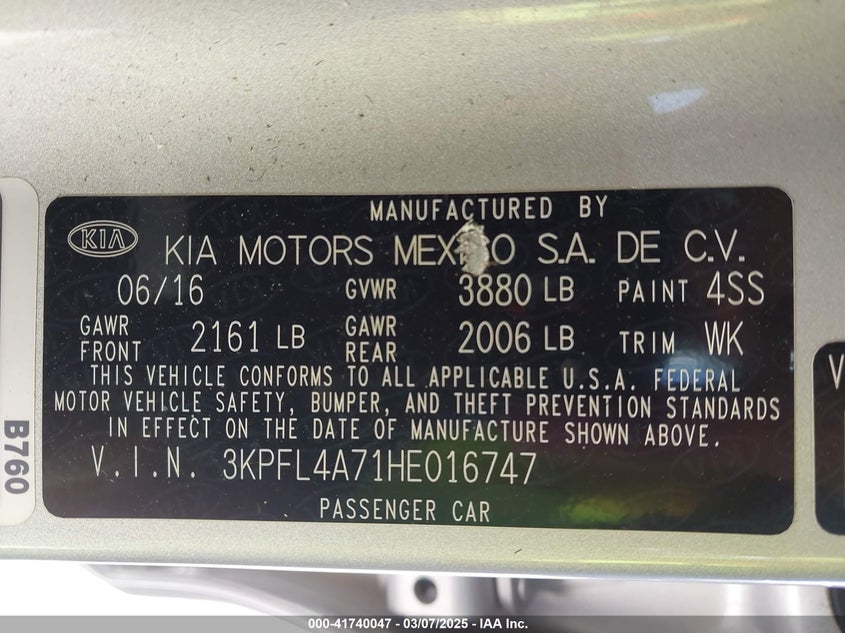 MANUFACTURED BY
KIA KIA MOTORS MEXICO S.A. DE C.V.
06/16 GVWR 3880 LB PAINT 4SS
GAWR FRONT 2161 LB GAWR REAR 2006 LB TRIM WK
THIS VEHICLE CONFORMS TO ALL APPLICABLE U.S.A. FEDERAL
MOTOR VEHICLE SAFETY, BUMPER, AND THEFT PREVENTION STANDARDS
IN EFFECT ON THE DATE OF MANUFACTURE SHOWN ABOVE.
V.I.N. 3KPFL4A71HE016747
PASSENGER CAR
B760
V
000-41740047 - 03/07/2025 - IAA Inc.